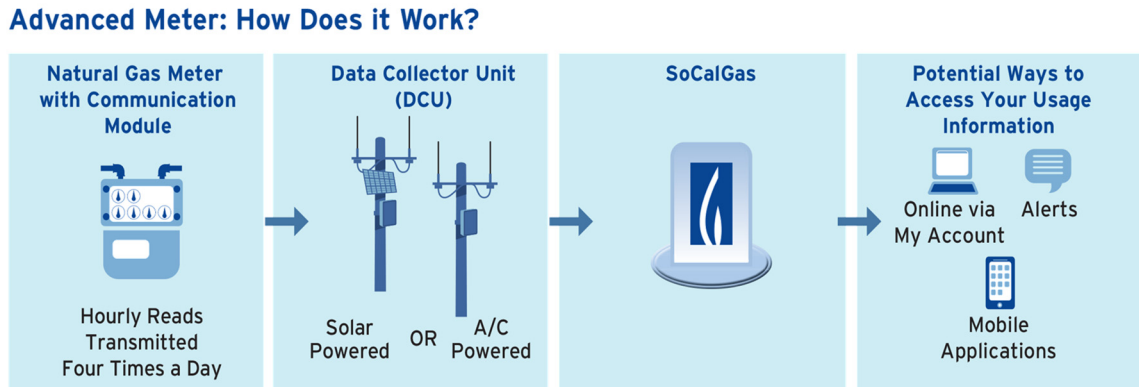 Advanced Meter: How Does it Work?
Natural Gas Meter
with Communication
Module
Hourly Reads
Transmitted
Four Times a Day
Data Collector Unit
(DCU)
Solar
Powered
OR
A/C
Powered
SoCalGas
Potential Ways to
Access Your Usage
Information
Online via
My Account
Alerts
Mobile
Applications